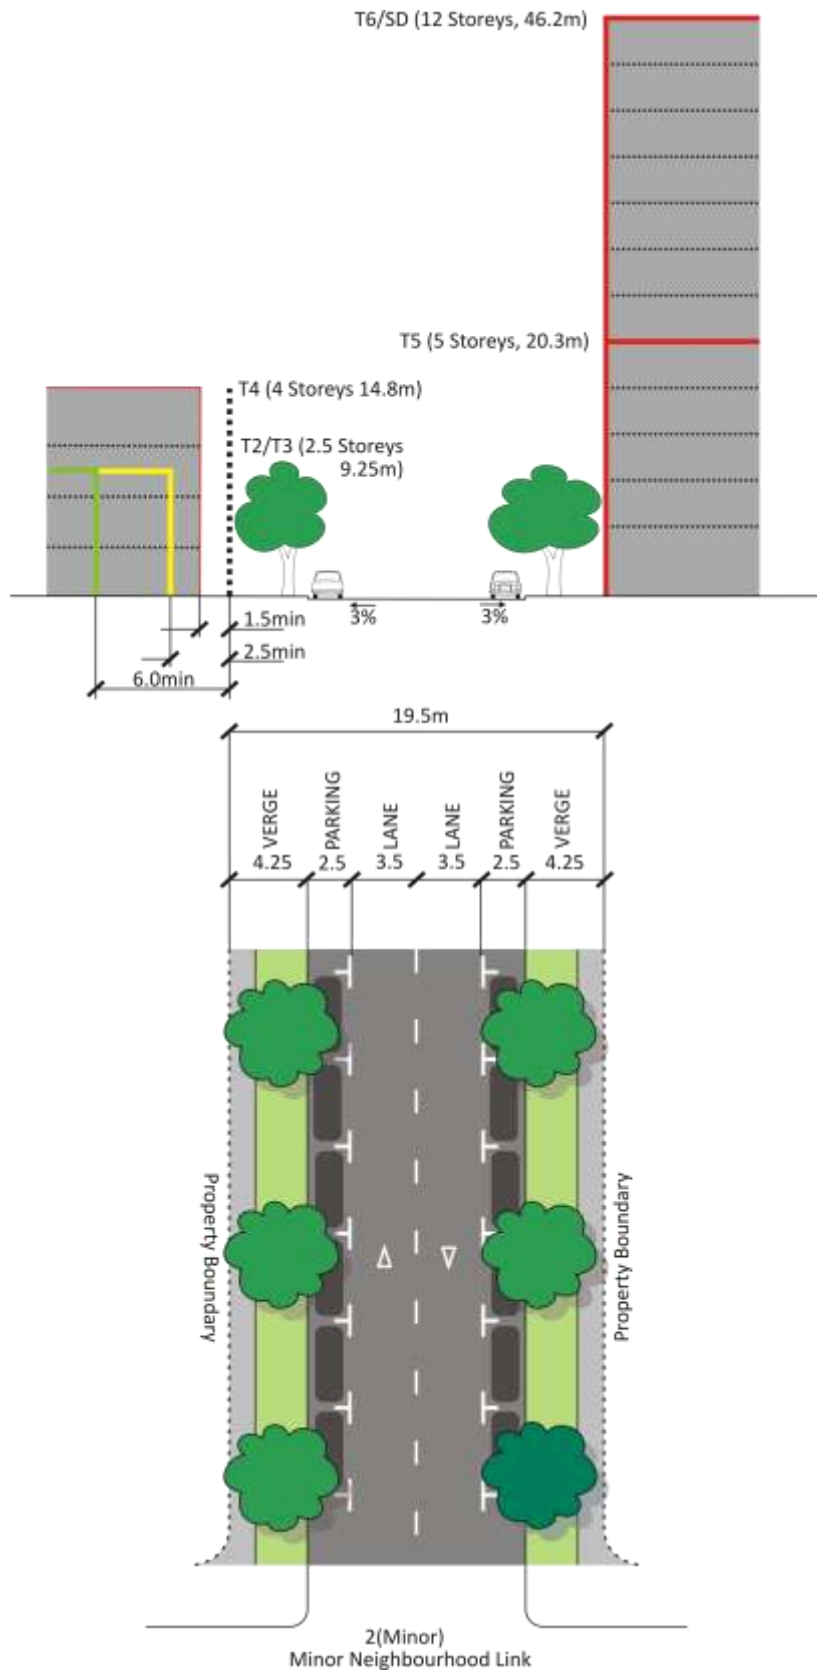 T6/SD (12 Storeys, 46.2m)
T5 (5 Storeys, 20.3m)
T4 (4 Storeys 14.8m)
T2/T3 (2.5 Storeys
9.25m)
3%
3%
1.5min
2.5min
6.0min
19.5m
VERGE
PARKING
LANE
LANE
PARKING
VERGE
4.25
2.5
3.5
3.5
2.5
4.25
Property Boundary
Property Boundary
2(Minor)
Minor Neighbourhood Link